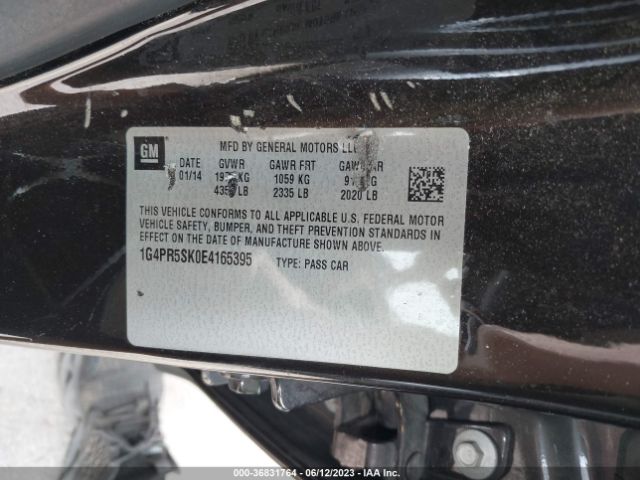 GM
MFD BY GENERAL MOTORS
DATE GVWR GAWR FRT
01/14 1059 KG
2335 LB 2020 LB
THIS VEHICLE CONFORMS TO ALL APPLICABLE U.S. FEDERAL MOTOR
VEHICLE SAFETY, BUMPER, AND THEFT PREVENTION STANDARDS IN
EFFECT ON THE DATE OF MANUFACTURE SHOWN ABOVE.
1G4PR5SK0E4165395 TYPE: PASS CAR
000-36831764 / 06/12/2023 / IAA Inc.